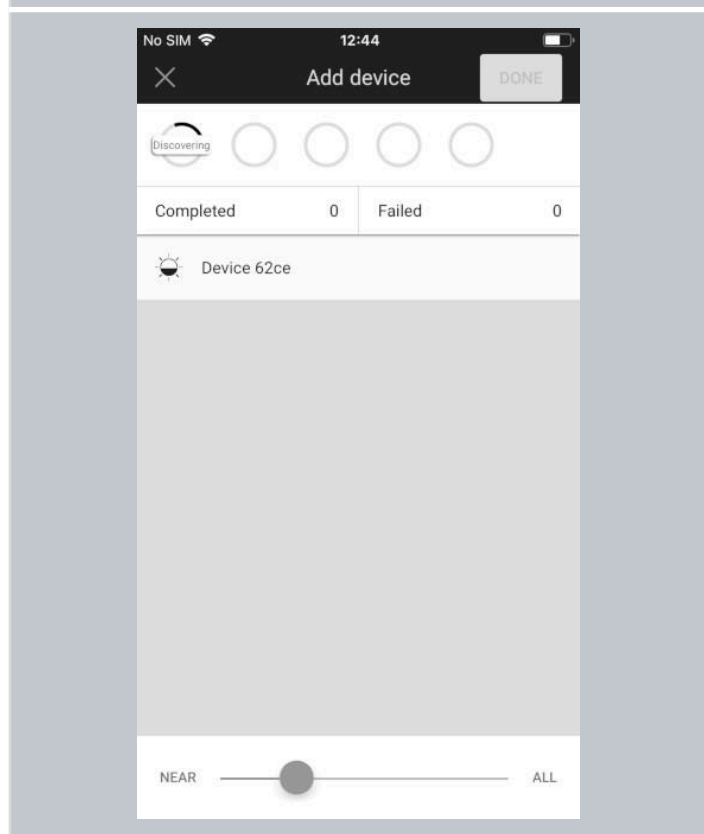 No SIM 12:44
Add device DONE
Discovering
Completed 0 Failed 0
Device 62ce
NEAR ALL